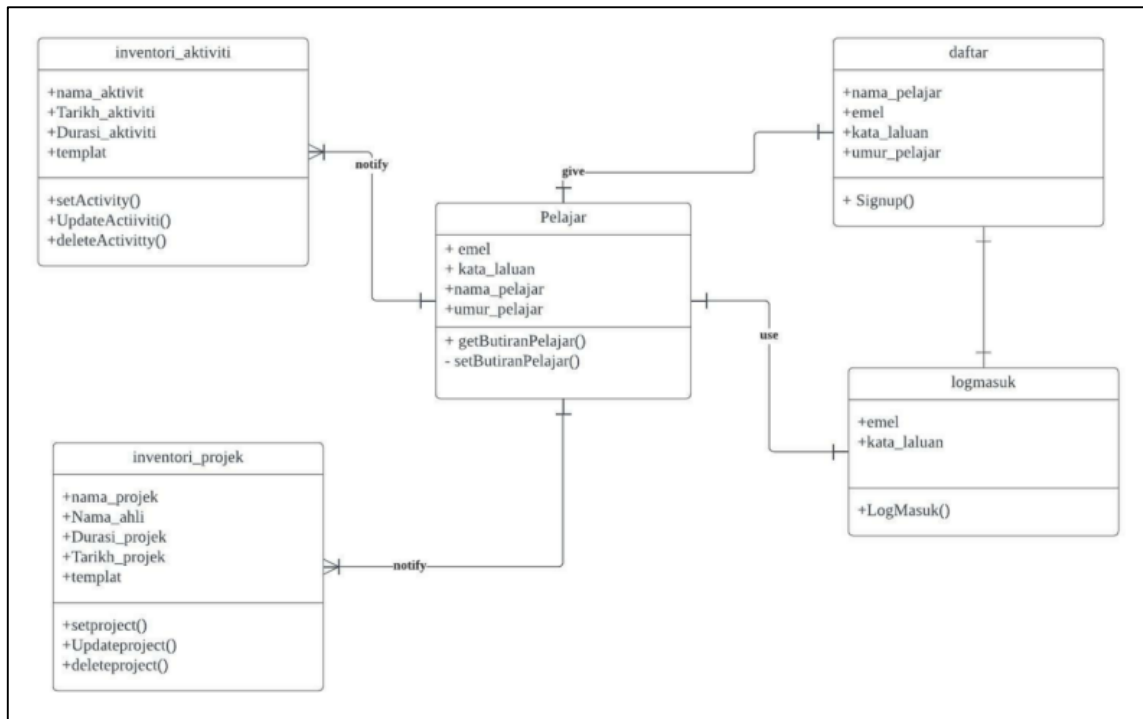 inventori_aktiviti
+nama_aktivit
+Tarikh_aktiviti
+Durasi_aktiviti
+templat
+setActivity()
+UpdateActiiviti()
+deleteActivitty()
notify
give
daftar
+nama_pelajar
+emel
+kata_laluan
+umur_pelajar
+ Signup()
Pelajar
+ emel
+ kata_laluan
+nama_pelajar
+umur_pelajar
+ getButiranPelajar()
- setButiranPelajar()
use
logmasuk
+emel
+kata_laluan
+LogMasuk()
inventori_projek
+nama_projek
+Nama_ahli
+Durasi_projek
+Tarikh_projek
+templat
+setproject()
+Updateproject()
+deleteproject()
notify